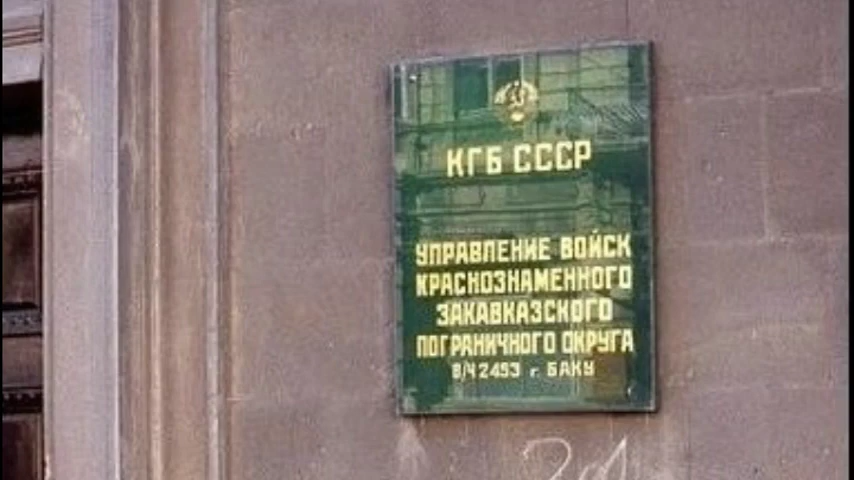 КГБ СССР
УПРАВЛЕНИЕ ВОЙСК
КРАСНОЗНАМЕННОГО
ЗАКАВКАЗСКОГО
ПОГРАНИЧНОГО ОКРУГА
В/Ч 2453 г. БАКУ